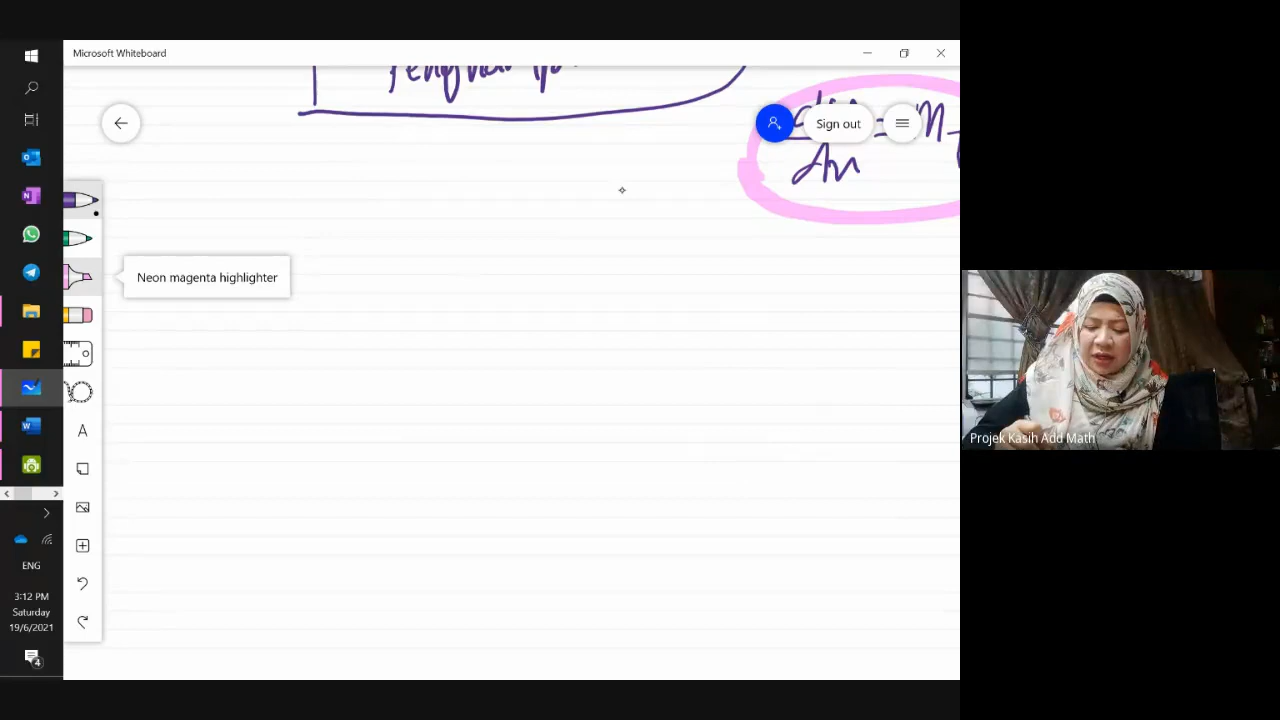 Microsoft Whiteboard
Sign out
Neon magenta highlighter
A
Projek Kasih Add Math
ENG
3:12 PM
Saturday
19/6/2021
4